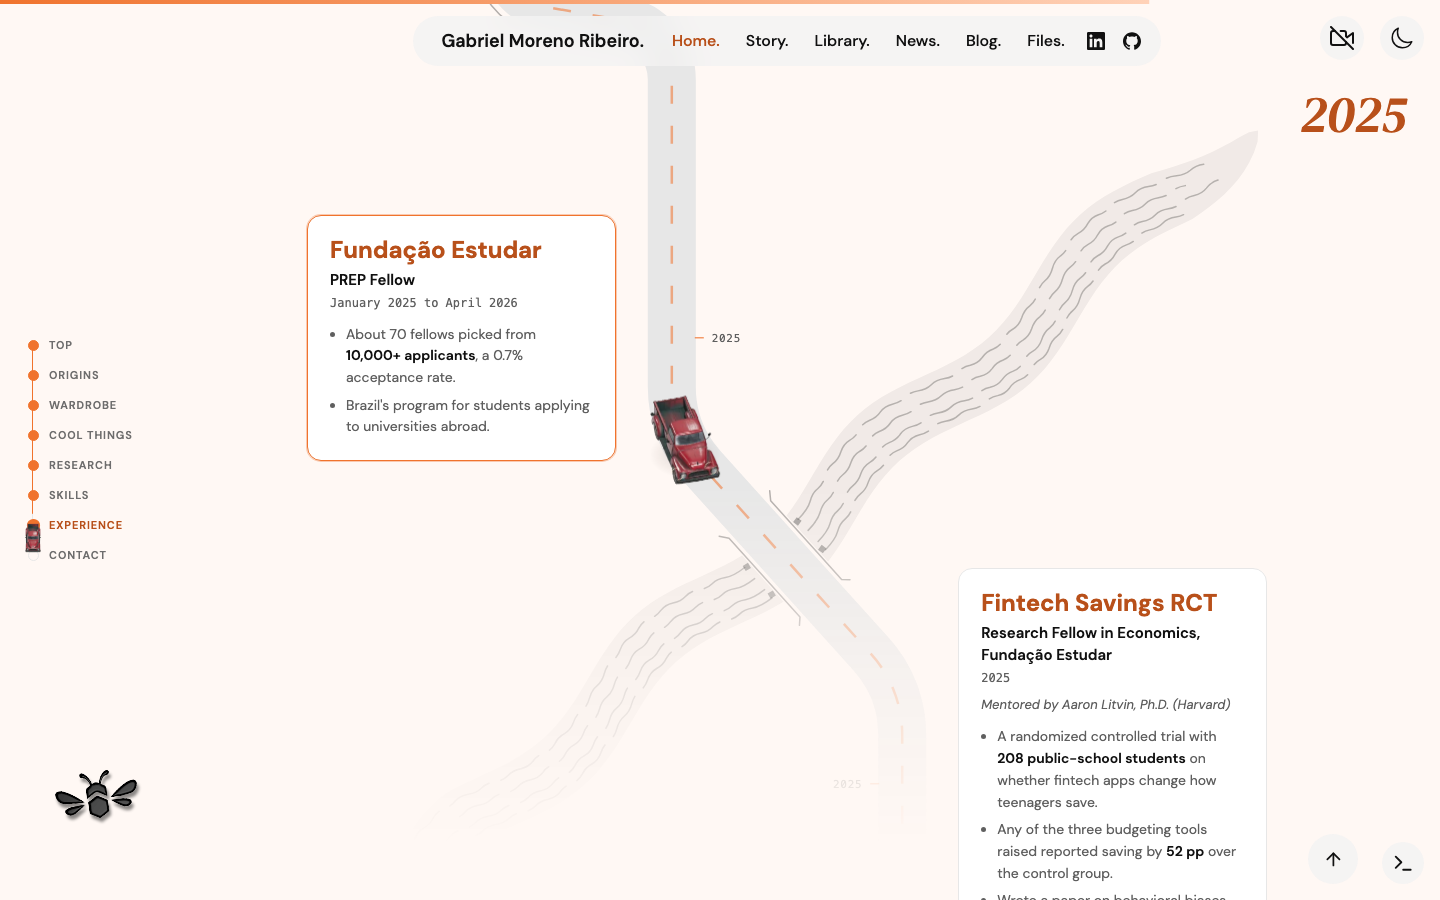 Gabriel Moreno Ribeiro.
Home.
Story.
Library.
News.
Blog.
Files.
2025
Fundação Estudar
PREP Fellow
January 2025 to April 2026
About 70 fellows picked from
10,000+ applicants, a 0.7%
acceptance rate.
Brazil's program for students applying
to universities abroad.
2025
TOP
ORIGINS
WARDROBE
COOL THINGS
RESEARCH
SKILLS
EXPERIENCE
CONTACT
Fintech Savings RCT
Research Fellow in Economics,
Fundação Estudar
2025
Mentored by Aaron Litvin, Ph.D. (Harvard)
A randomized controlled trial with
208 public-school students on
whether fintech apps change how
teenagers save.
Any of the three budgeting tools
raised reported saving by 52 pp over
the control group.
Wrote a paper on behavioral biases
2025